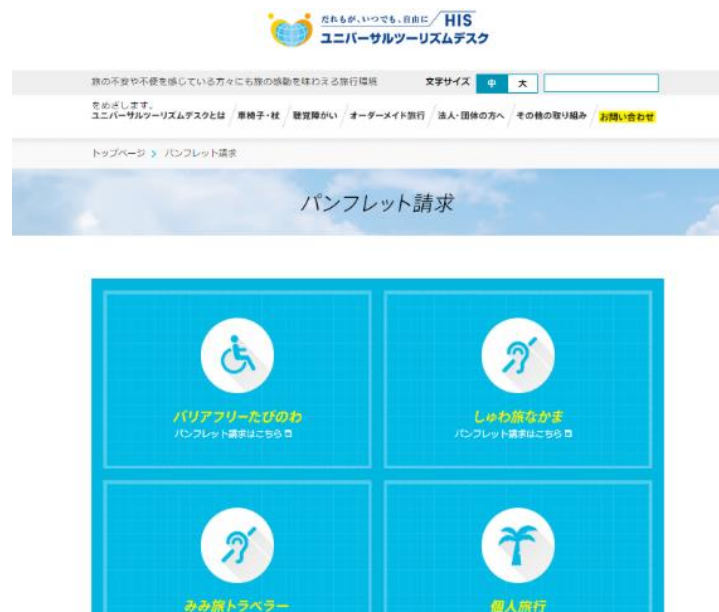 だれもが、いつでも、自由に HIS
ユニバーサルツーリズムデスク
旅の不安や不便を感じている方々にも旅の感動を味わえる旅行環境
文字サイズ 中 大
をめざします。
ユニバーサルツーリズムデスクとは 車椅子・杖 聴覚障がい オーダーメイド旅行 法人・団体の方へ その他の取り組み お問い合わせ
トップページ > パンフレット請求
パンフレット請求
バリアフリーたびのわ
パンフレット請求はこちら
しゅわ旅なかま
パンフレット請求はこちら
みみ旅トラベラー
個人旅行